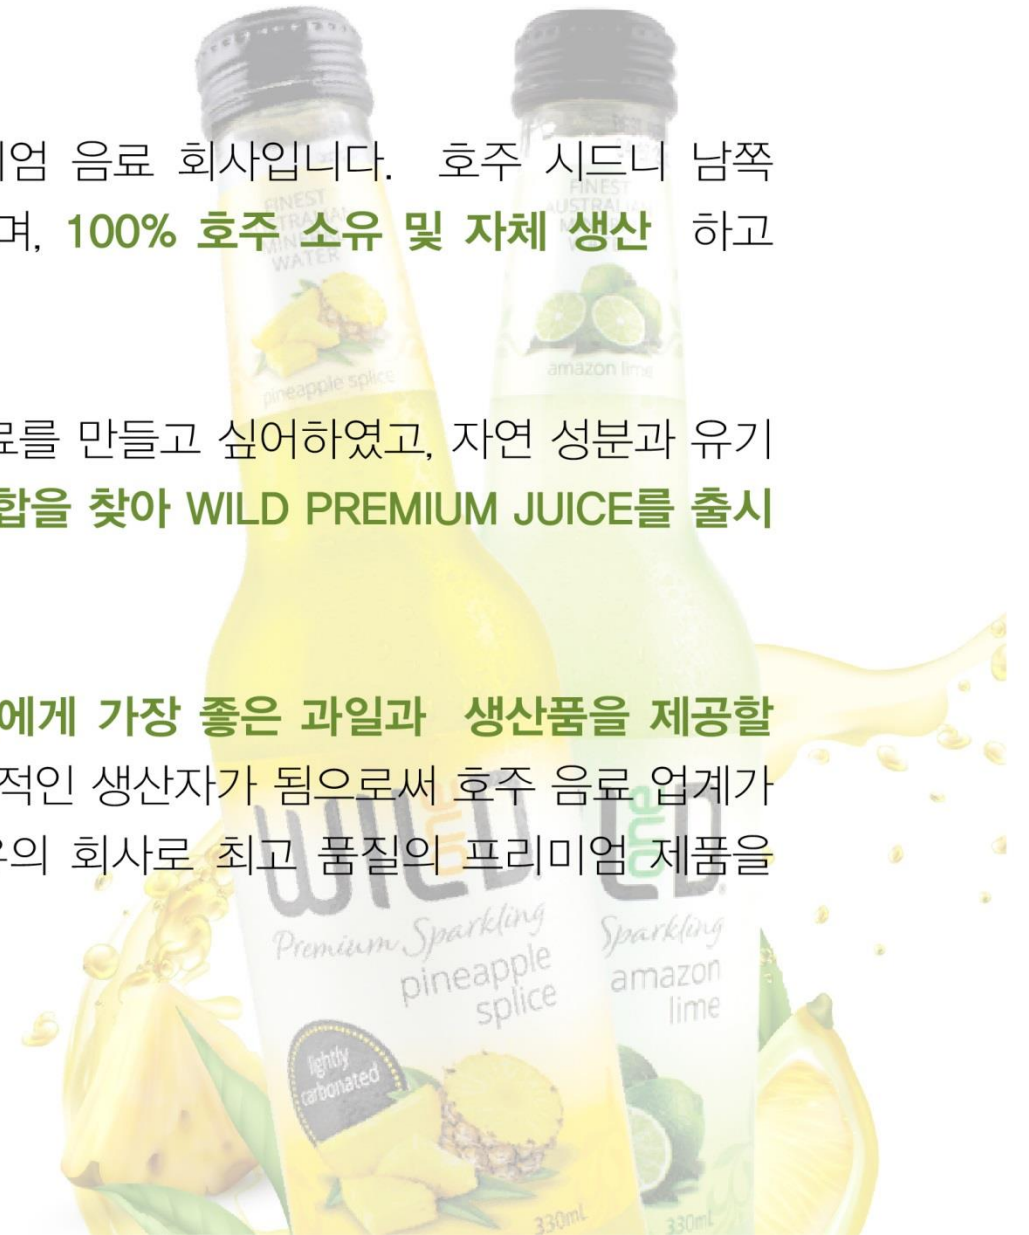 엄 음료 회사입니다. 호주 시드니 남쪽
며, 100% 호주 소유 및 자체 생산 하고
료를 만들고 싶어하였고, 자연 성분과 유기
합을 찾아 WILD PREMIUM JUICE를 출시
에게 가장 좋은 과일과 생산품을 제공할
적인 생산자가 됨으로써 호주 음료 업계가
의 회사로 최고 품질의 프리미엄 제품을
FINEST
AUSTRALIAN
MINERAL
WATER
pineapple splice
FINEST
AUSTRALIAN
amazon lime
WILD
one
Premium Sparkling
pineapple
splice
lightly
carbonated
330mL
LD
one
Sparkling
amazon
lime
330mL